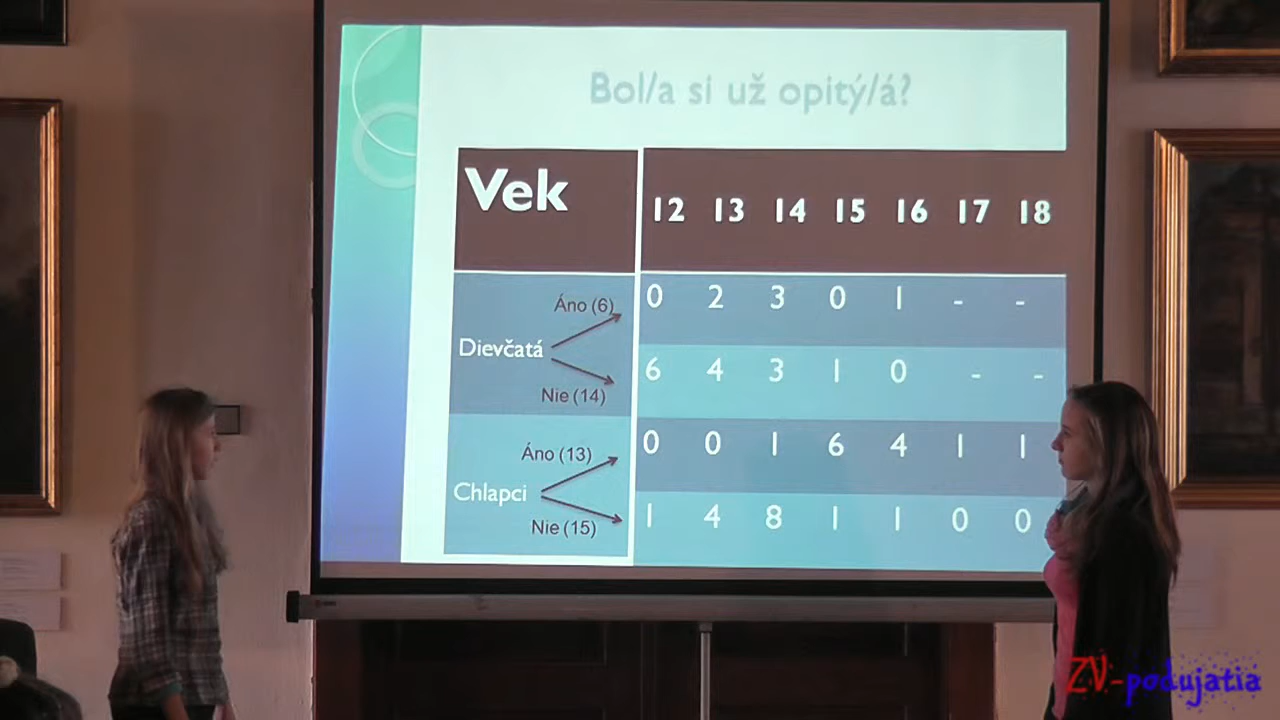 Bol/a si už opitý/á?
Vek 12 13 14 15 16 17 18
Áno (6) 0 2 3 0 1 - -
Dievčatá
Nie (14) 6 4 3 1 0 - -
Áno (13) 0 0 1 6 4 1 1
Chlapci
Nie (15) 1 4 8 1 1 0 0
ZV-podujatia